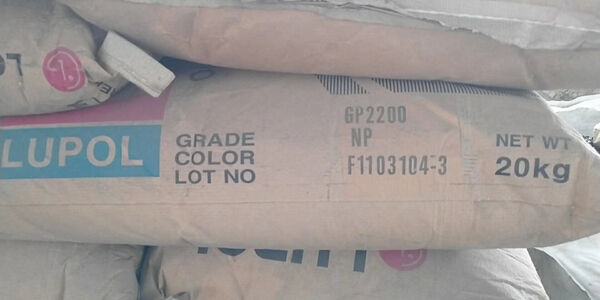 LUPOL
GRADE GP2200
COLOR NP
LOT NO F1103104-3
NET WT
20kg